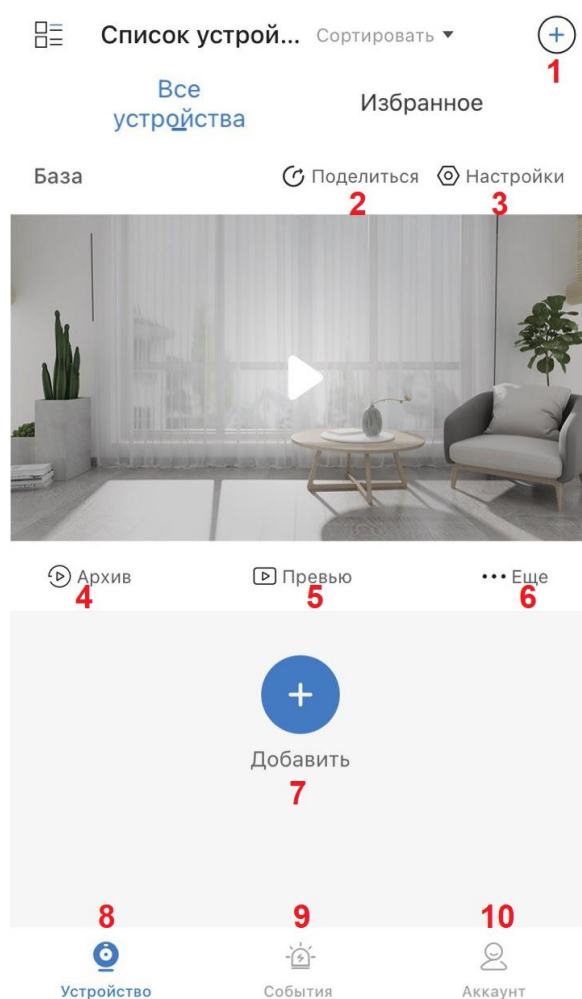 Список устрой... Сортировать
1
Все
устройства
Избранное
База Поделиться Настройки
2 3
Архив Превью ••• Еще
4 5 6
Добавить
7
8 9 10
Устройство События Аккаунт